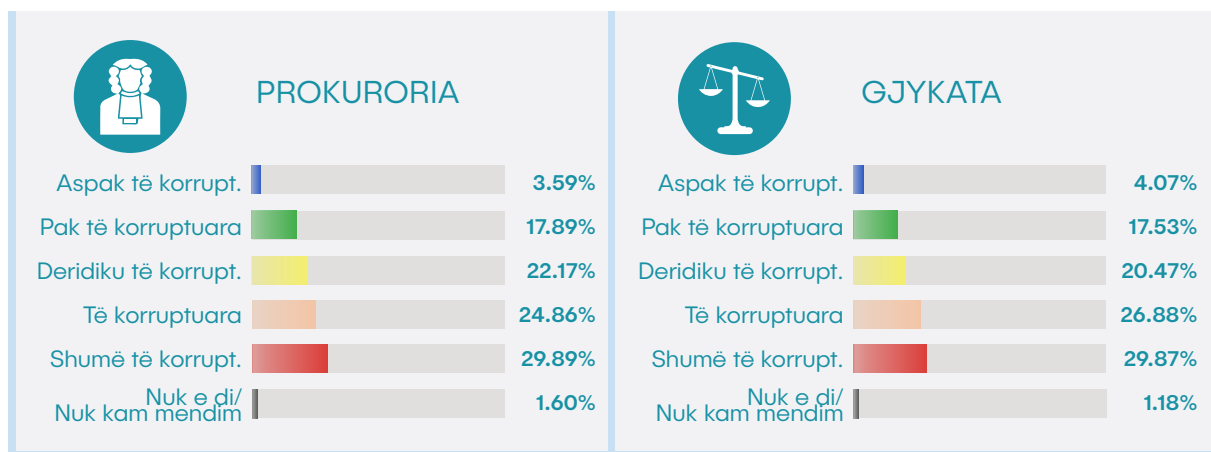 PROKURORIA
Aspak të korrupt. 3.59%
Pak të korruptuara 17.89%
Deridiku të korrupt. 22.17%
Të korruptuara 24.86%
Shumë të korrupt. 29.89%
Nuk e di/
Nuk kam mendim 1.60%
GJYKATA
Aspak të korrupt. 4.07%
Pak të korruptuara 17.53%
Deridiku të korrupt. 20.47%
Të korruptuara 26.88%
Shumë të korrupt. 29.87%
Nuk e di/
Nuk kam mendim 1.18%